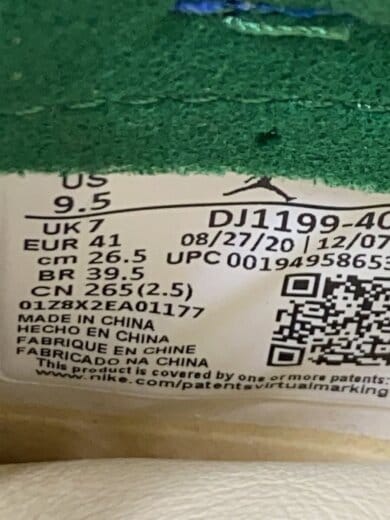 US
9.5
UK 7
EUR 41
cm 26.5
BR 39.5
CN 265(2.5)
01Z8X2EA01177
MADE IN CHINA
HECHO EN CHINA
FABRIQUE EN CHINE
FABRICADO NA CHINA
This product is covered by one or more patents:
www.nike.com/patentsvirtualmarking
DJ1199-40
08/27/20 | 12/07
UPC 00194958653